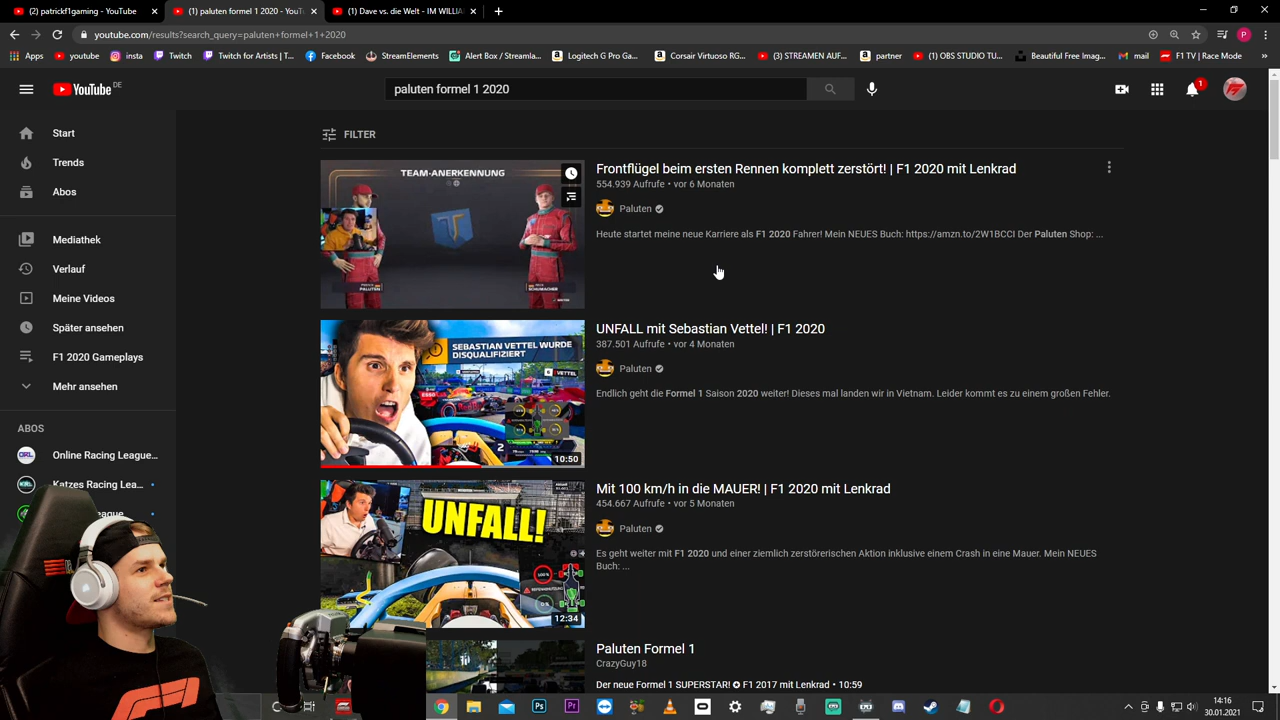 (2) patrickf1gaming - YouTube
(1) paluten formel 1 2020 - YouT
(1) Dave vs. die Welt - IM WILLIA
youtube.com/results?search_query=paluten+formel+1+2020
Apps youtube insta Twitch Twitch for Artists | T... Facebook StreamElements Alert Box / Streamla... Logitech G Pro Ga... Corsair Virtuoso RG... (3) STREAMEN AUF... partner (1) OBS STUDIO TU... Beautiful Free Imag... mail F1 TV | Race Mode
YouTube DE
paluten formel 1 2020
1
FILTER
Start
Trends
Abos
Mediathek
Verlauf
Meine Videos
Später ansehen
F1 2020 Gameplays
Mehr ansehen
ABOS
Online Racing League...
Katzes Racing Lea...
TEAM-ANERKENNUNG
PALUTEN
SCHUMACHER
Frontflügel beim ersten Rennen komplett zerstört! | F1 2020 mit Lenkrad
554.939 Aufrufe • vor 6 Monaten
Paluten
Heute startet meine neue Karriere als F1 2020 Fahrer! Mein NEUES Buch: https://amzn.to/2W1BCCI Der Paluten Shop: ...
SEBASTIAN VETTEL WURDE
DISQUALIFIZIERT
10:50
UNFALL mit Sebastian Vettel! | F1 2020
387.501 Aufrufe • vor 4 Monaten
Paluten
Endlich geht die Formel 1 Saison 2020 weiter! Dieses mal landen wir in Vietnam. Leider kommt es zu einem großen Fehler.
UNFALL!
12:34
Mit 100 km/h in die MAUER! | F1 2020 mit Lenkrad
454.667 Aufrufe • vor 5 Monaten
Paluten
Es geht weiter mit F1 2020 und einer ziemlich zerstörerischen Aktion inklusive einem Crash in eine Mauer. Mein NEUES
Buch: ...
Paluten Formel 1
CrazyGuy18
Der neue Formel 1 SUPERSTAR! ✪ F1 2017 mit Lenkrad • 10:59
14:16
30.01.2021